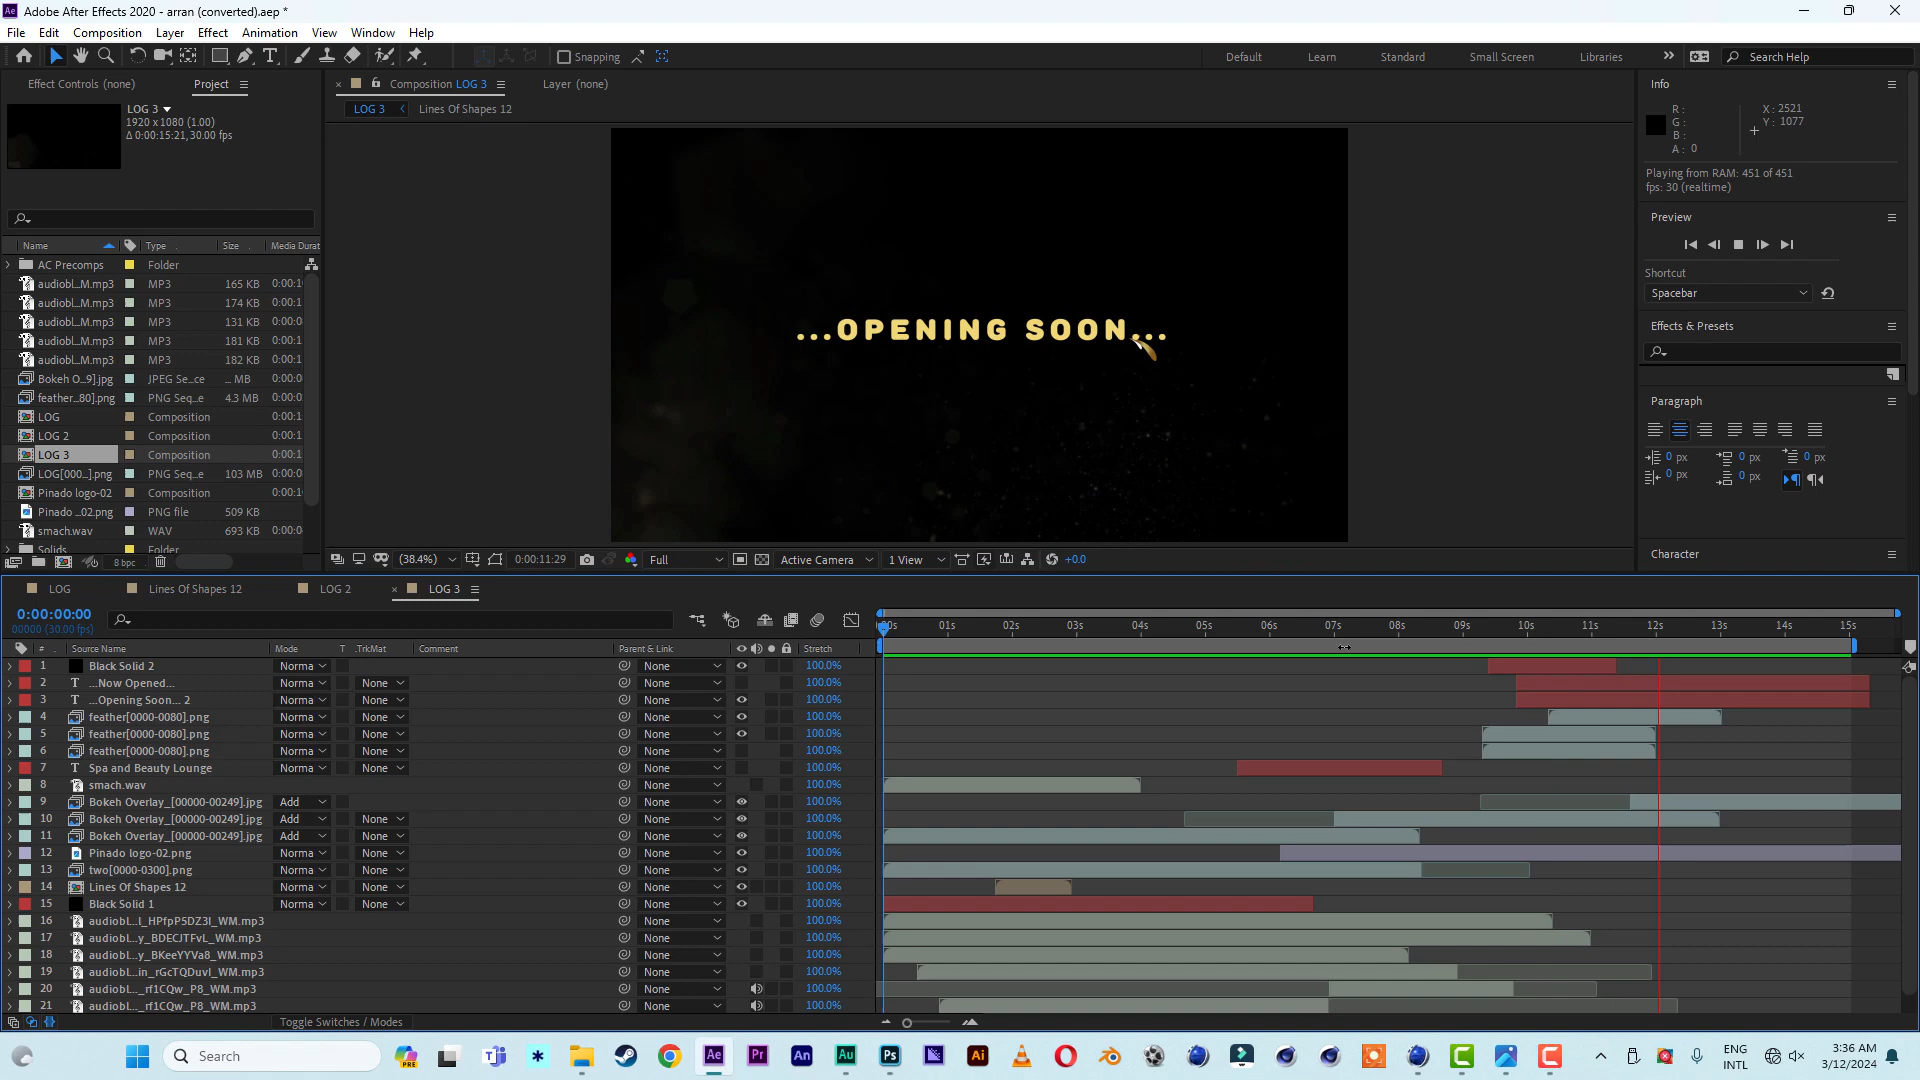 Adobe After Effects 2020 - arran (converted).aep *
File Edit Composition Layer Effect Animation View Window Help
Snapping
Default Learn Standard Small Screen Libraries Search Help
Effect Controls (none) Project
LOG 3
1920 x 1080 (1.00)
Δ 0:00:15:21, 30.00 fps
Name Type Size Media Durat
AC Precomps Folder
audiobl...M.mp3 MP3 165 KB 0:00:1
audiobl...M.mp3 MP3 174 KB 0:00:1
audiobl...M.mp3 MP3 131 KB 0:00:0
audiobl...M.mp3 MP3 181 KB 0:00:1
audiobl...M.mp3 MP3 182 KB 0:00:1
Bokeh O...9].jpg JPEG Se...ce ... MB 0:00:0
feather...80].png PNG Seq...e 4.3 MB 0:00:0
LOG Composition 0:00:1
LOG 2 Composition 0:00:1
LOG 3 Composition 0:00:1
LOG[000...].png PNG Seq...e 103 MB 0:00:0
Pinado logo-02 Composition 0:00:1
Pinado ...02.png PNG file 509 KB
smach.wav WAV 693 KB 0:00:0
Solids Folder
8 bpc
Composition LOG 3 Layer (none)
LOG 3 Lines Of Shapes 12
...OPENING SOON...
(38.4%) 0:00:11:29 Full Active Camera 1 View +0.0
Info
R : X : 2521
G : Y : 1077
B :
A : 0
Playing from RAM: 451 of 451
fps: 30 (realtime)
Preview
Shortcut
Spacebar
Effects & Presets
Paragraph
0 px 0 px 0 px
0 px 0 px
Character
LOG Lines Of Shapes 12 LOG 2 LOG 3
0:00:00:00
00000 (30.00 fps)
:00s 01s 02s 03s 04s 05s 06s 07s 08s 09s 10s 11s 12s 13s 14s 15s
# Source Name Mode T .TrkMat Comment Parent & Link Stretch
1 Black Solid 2 Norma None 100.0%
2 T ...Now Opened... Norma None None 100.0%
3 T ...Opening Soon... 2 Norma None None 100.0%
4 feather[0000-0080].png Norma None None 100.0%
5 feather[0000-0080].png Norma None None 100.0%
6 feather[0000-0080].png Norma None None 100.0%
7 T Spa and Beauty Lounge Norma None None 100.0%
8 smach.wav None 100.0%
9 Bokeh Overlay_[00000-00249].jpg Add None 100.0%
10 Bokeh Overlay_[00000-00249].jpg Add None None 100.0%
11 Bokeh Overlay_[00000-00249].jpg Add None None 100.0%
12 Pinado logo-02.png Norma None None 100.0%
13 two[0000-0300].png Norma None None 100.0%
14 Lines Of Shapes 12 Norma None None 100.0%
15 Black Solid 1 Norma None None 100.0%
16 audiobl...l_HPfpP5DZ3I_WM.mp3 None 100.0%
17 audiobl...y_BDECJTFvL_WM.mp3 None 100.0%
18 audiobl...y_BKeeYYVa8_WM.mp3 None 100.0%
19 audiobl...in_rGcTQDuvI_WM.mp3 None 100.0%
20 audiobl..._rf1CQw_P8_WM.mp3 None 100.0%
21 audiobl..._rf1CQw_P8_WM.mp3 None 100.0%
Toggle Switches / Modes
Search
PRE
Ae Pr An Au Ps Ai
ENG
INTL
3:36 AM
3/12/2024